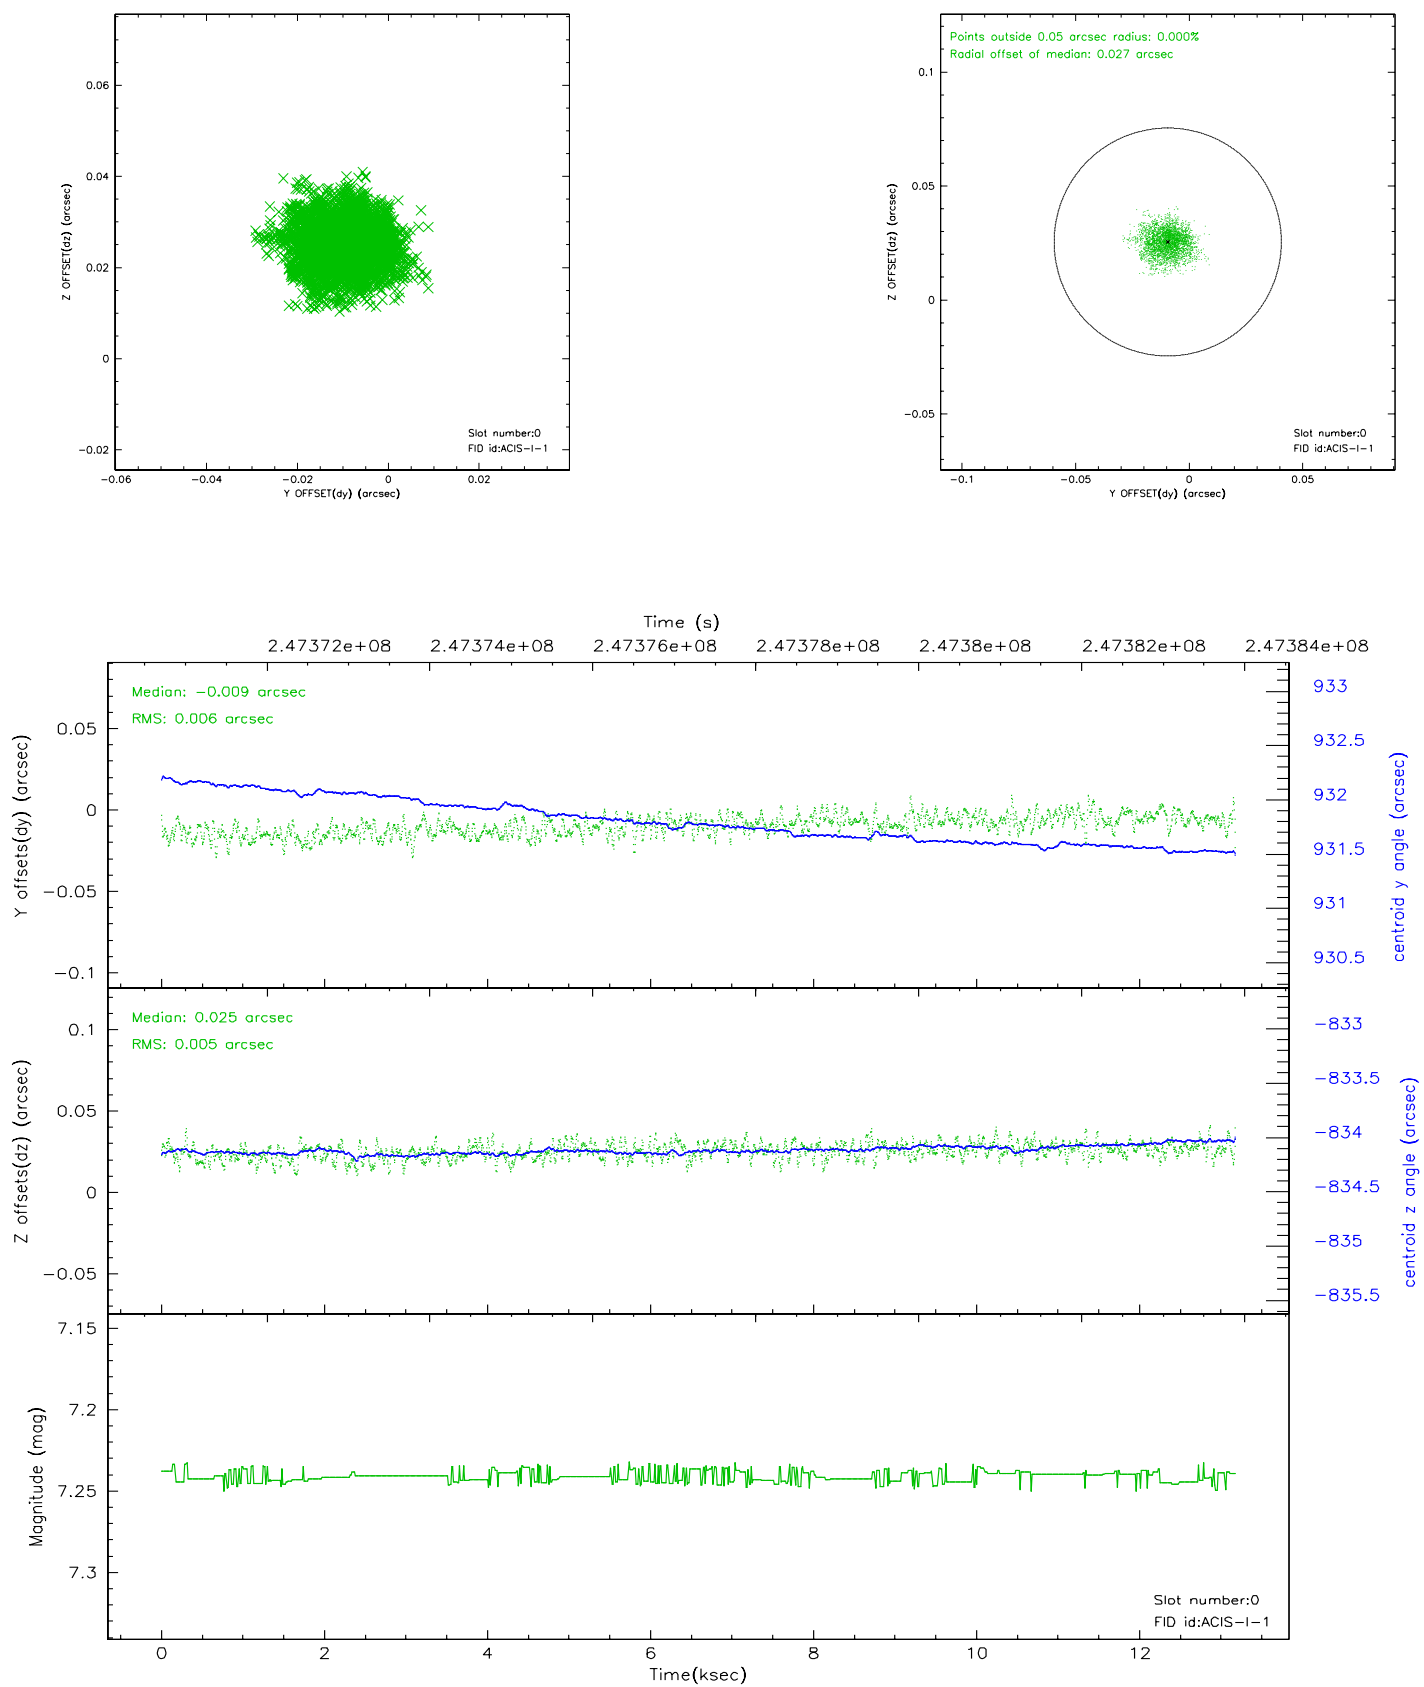 0.06
0.04
0.02
0
-0.02
Z OFFSET(dz) (arcsec)
Slot number:0
FID id:ACIS-I-1
-0.06
-0.04
-0.02
0
0.02
Y OFFSET(dy) (arcsec)
Points outside 0.05 arcsec radius: 0.000%
Radial offset of median: 0.027 arcsec
0.1
0.05
0
-0.05
Z OFFSET(dz) (arcsec)
Slot number:0
FID id:ACIS-I-1
-0.1
-0.05
0
0.05
Y OFFSET(dy) (arcsec)
Time (s)
2.47372e+08
2.47374e+08
2.47376e+08
2.47378e+08
2.4738e+08
2.47382e+08
2.47384e+08
Median: -0.009 arcsec
RMS: 0.006 arcsec
0.05
0
-0.05
-0.1
Y offsets(dy) (arcsec)
933
932.5
932
931.5
931
930.5
centroid y angle (arcsec)
Median: 0.025 arcsec
RMS: 0.005 arcsec
0.1
0.05
0
-0.05
Z offsets(dz) (arcsec)
-833
-833.5
-834
-834.5
-835
-835.5
centroid z angle (arcsec)
7.15
7.2
7.25
7.3
Magnitude (mag)
Slot number:0
FID id:ACIS-I-1
0
2
4
6
8
10
12
Time(ksec)